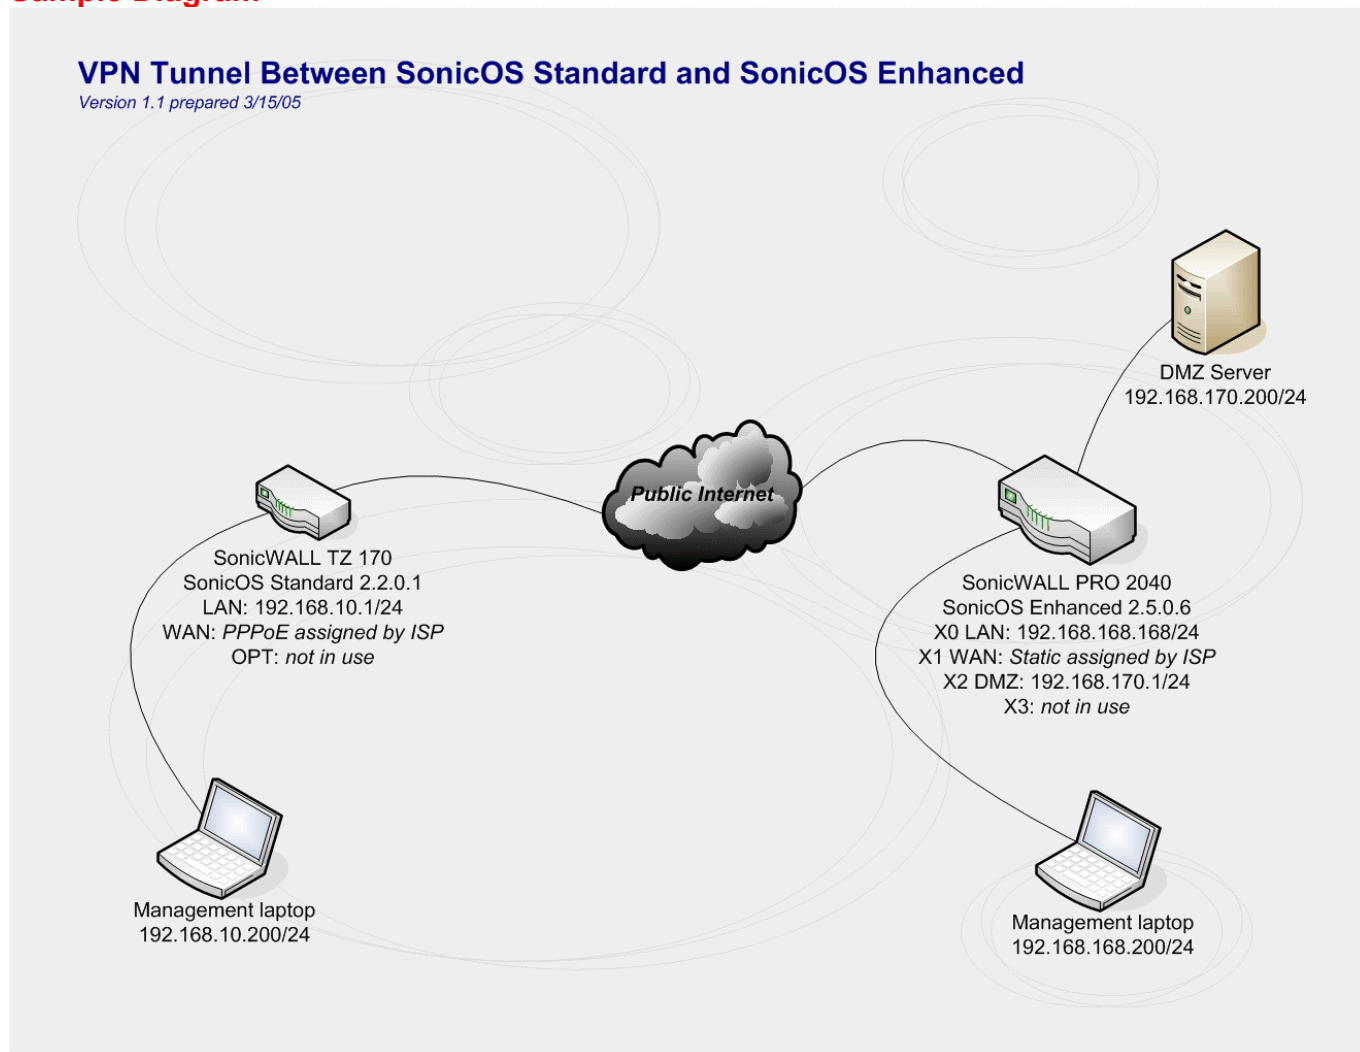 Sample Diagram
VPN Tunnel Between SonicOS Standard and SonicOS Enhanced
Version 1.1 prepared 3/15/05
DMZ Server
192.168.170.200/24
Public Internet
SonicWALL TZ 170
SonicOS Standard 2.2.0.1
LAN: 192.168.10.1/24
WAN: PPPoE assigned by ISP
OPT: not in use
SonicWALL PRO 2040
SonicOS Enhanced 2.5.0.6
X0 LAN: 192.168.168.168/24
X1 WAN: Static assigned by ISP
X2 DMZ: 192.168.170.1/24
X3: not in use
Management laptop
192.168.10.200/24
Management laptop
192.168.168.200/24